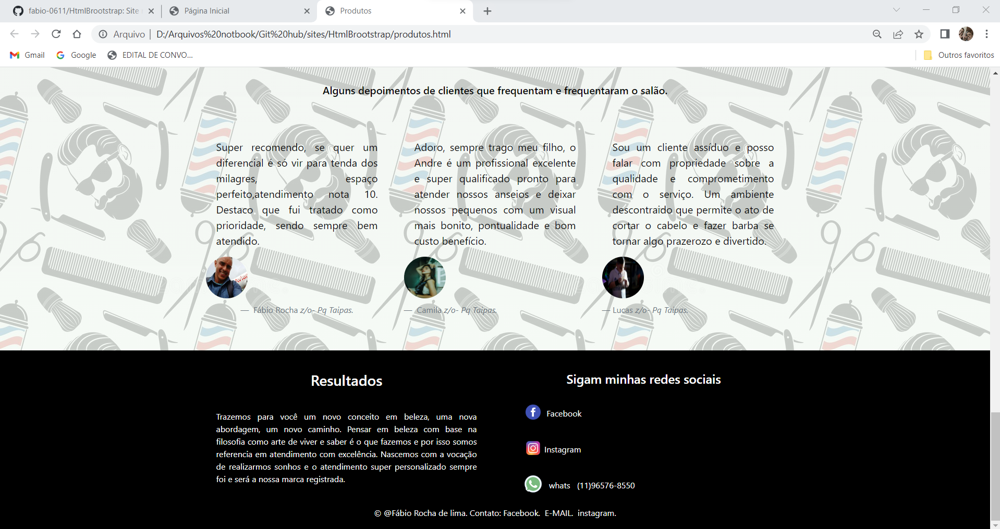 fabio-0611/HtmlBrootstrap: Site
Página Inicial
Produtos
Arquivo | D:/Arquivos%20notbook/Git%20hub/sites/HtmlBrootstrap/produtos.html
Gmail
Google
EDITAL DE CONVO...
Outros favoritos
Alguns depoimentos de clientes que frequentam e frequentaram o salão.
Super recomendo, se quer um
diferencial é só vir para tenda dos
milagres, espaço
perfeito,atendimento nota 10.
Destaco que fui tratado como
prioridade, sendo sempre bem
atendido.
— Fábio Rocha z/o- Pq Taipas.
Adoro, sempre trago meu filho, o
Andre é um profissional excelente
e super qualificado pronto para
atender nossos anseios e deixar
nossos pequenos com um visual
mais bonito, pontualidade e bom
custo benefício.
— Camila z/o- Pq Taipas.
Sou um cliente assíduo e posso
falar com propriedade sobre a
qualidade e comprometimento
com o serviço. Um ambiente
descontraido que permite o ato de
cortar o cabelo e fazer barba se
tornar algo prazerozo e divertido.
— Lucas z/o- Pq Taipas.
Resultados
Trazemos para você um novo conceito em beleza, uma nova
abordagem, um novo caminho. Pensar em beleza com base na
filosofia como arte de viver e saber é o que fazemos e por isso somos
referencia em atendimento com excelência. Nascemos com a vocação
de realizarmos sonhos e o atendimento super personalizado sempre
foi e será a nossa marca registrada.
Sigam minhas redes sociais
Facebook
Instagram
whats (11)96576-8550
© @Fábio Rocha de lima. Contato: Facebook. E-MAIL. instagram.